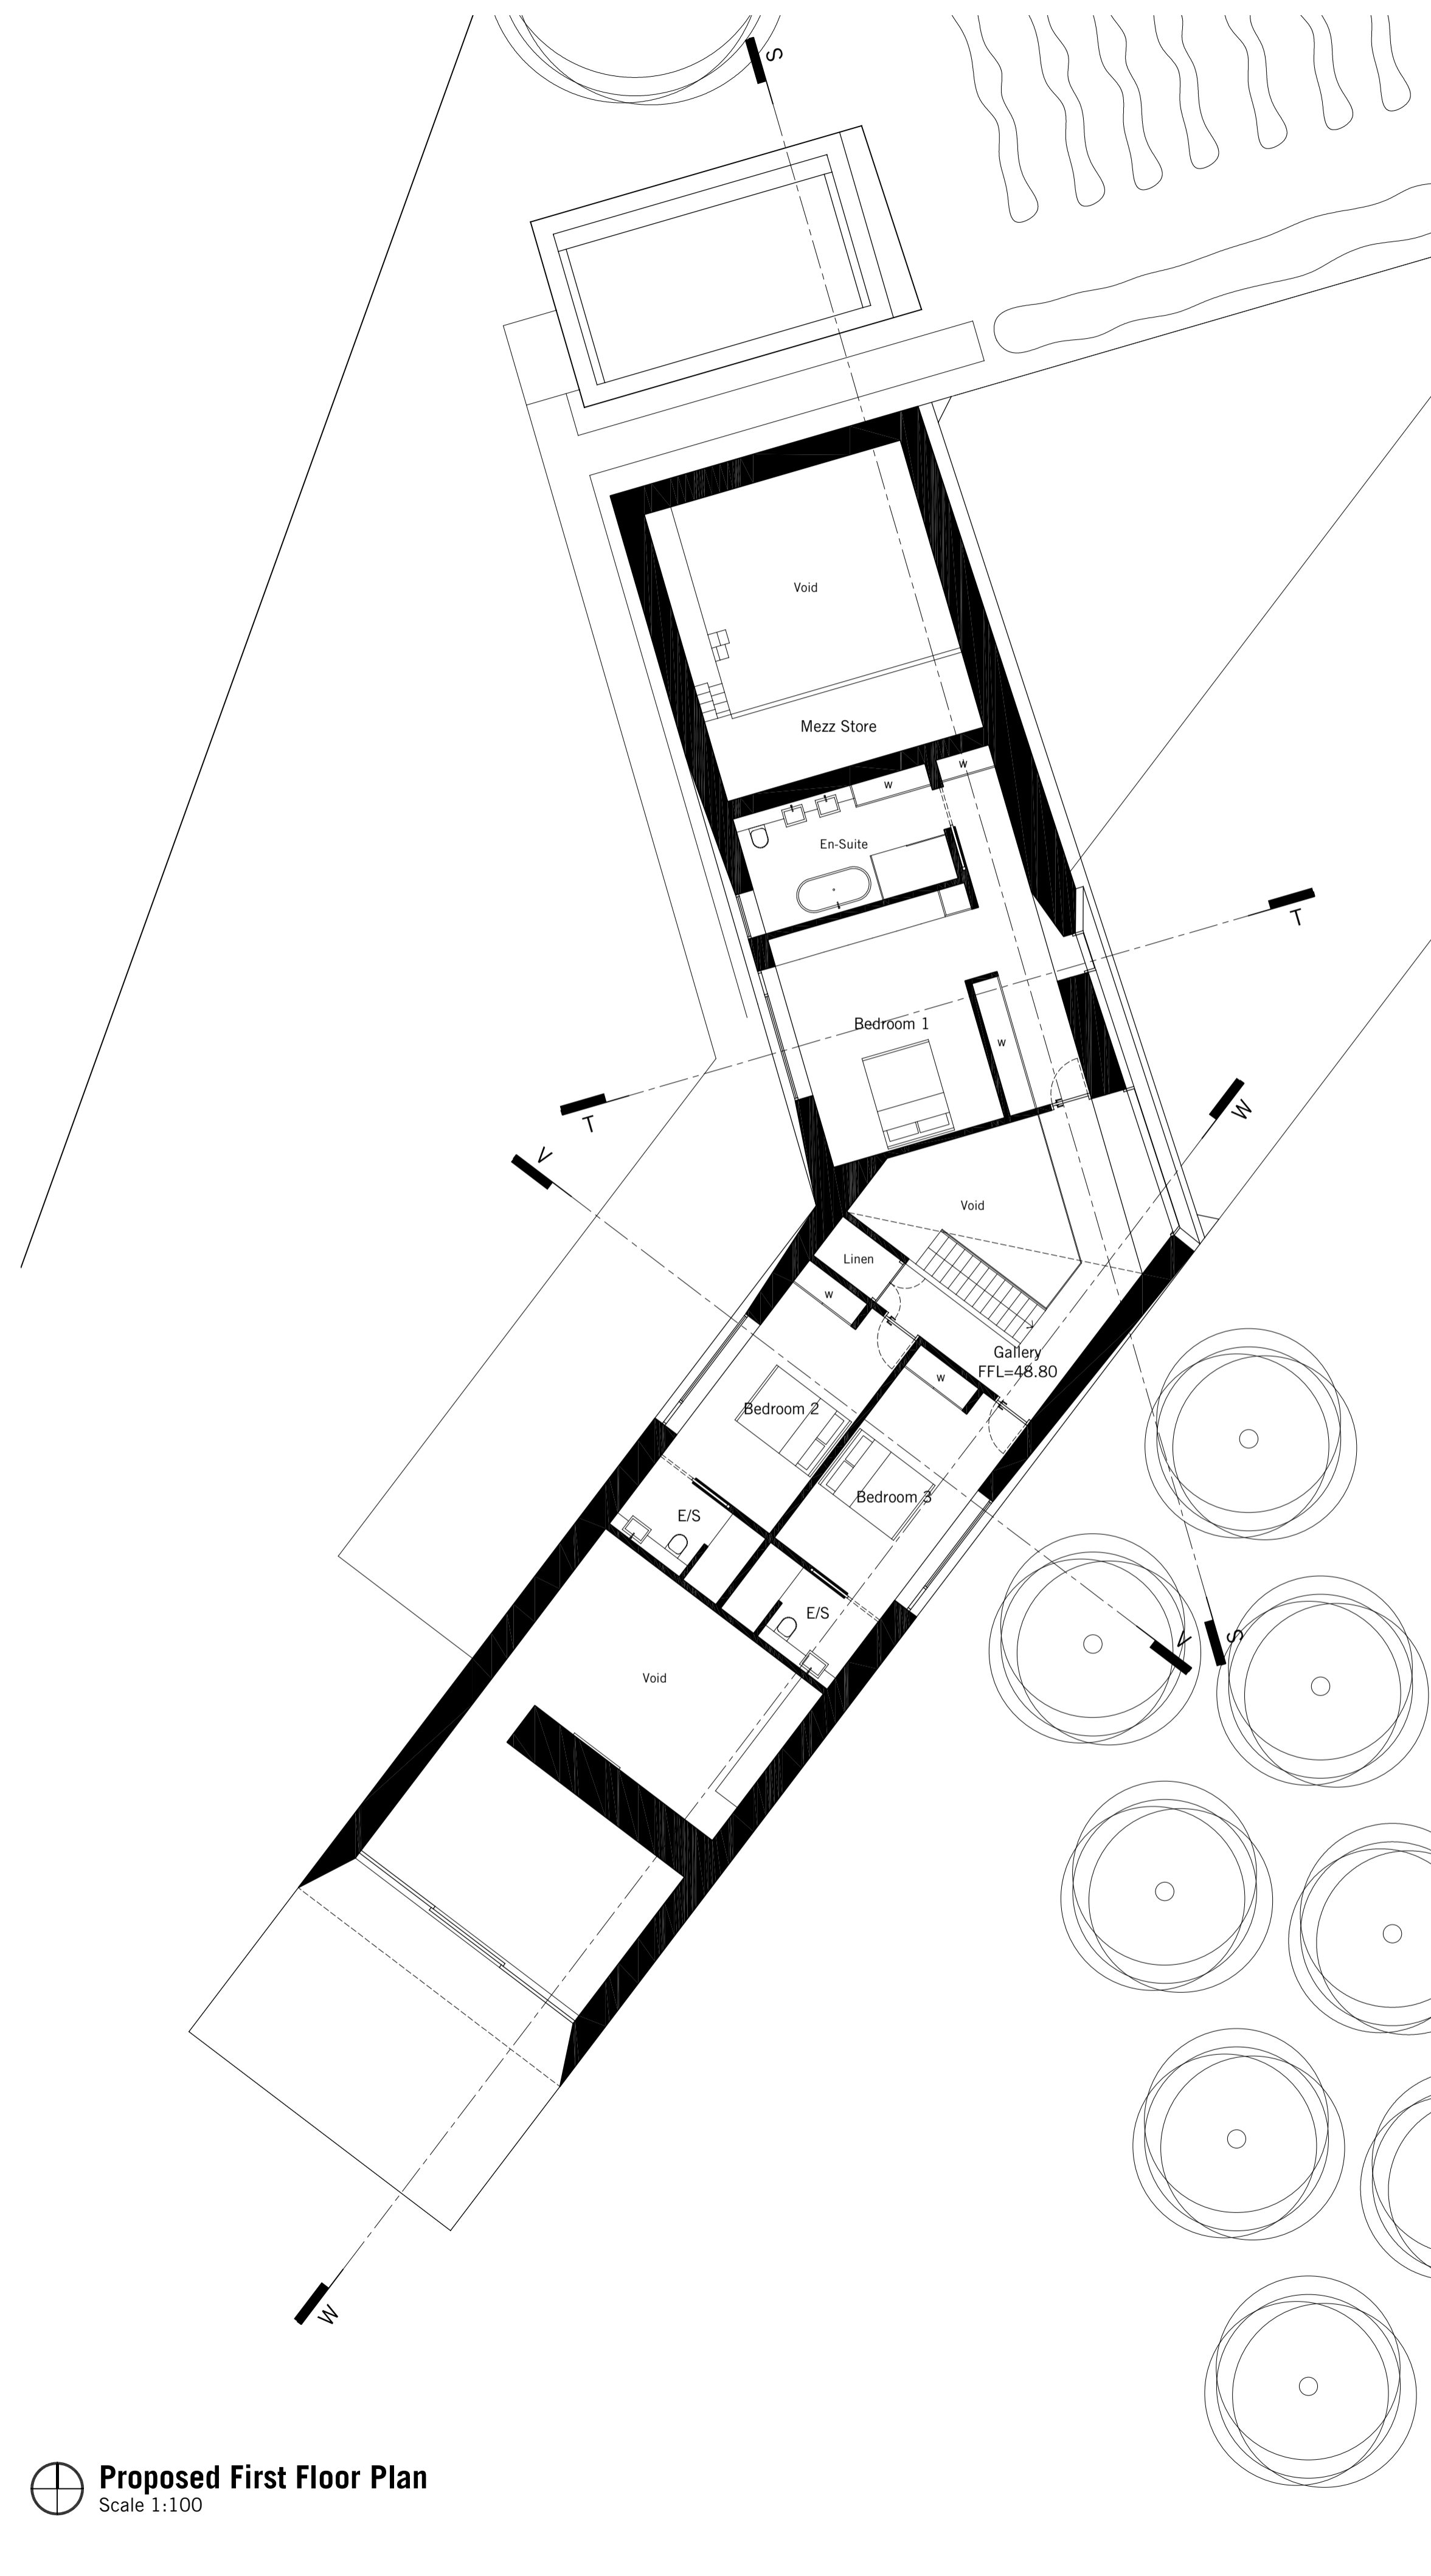 S
Void
Mezz Store
w
w
En-Suite
T
Bedroom 1
w
T
W
V
Void
Linen
w
Gallery
FFL=48.80
w
Bedroom 2
Bedroom 3
E/S
E/S
V
S
Void
W
Proposed First Floor Plan
Scale 1:100